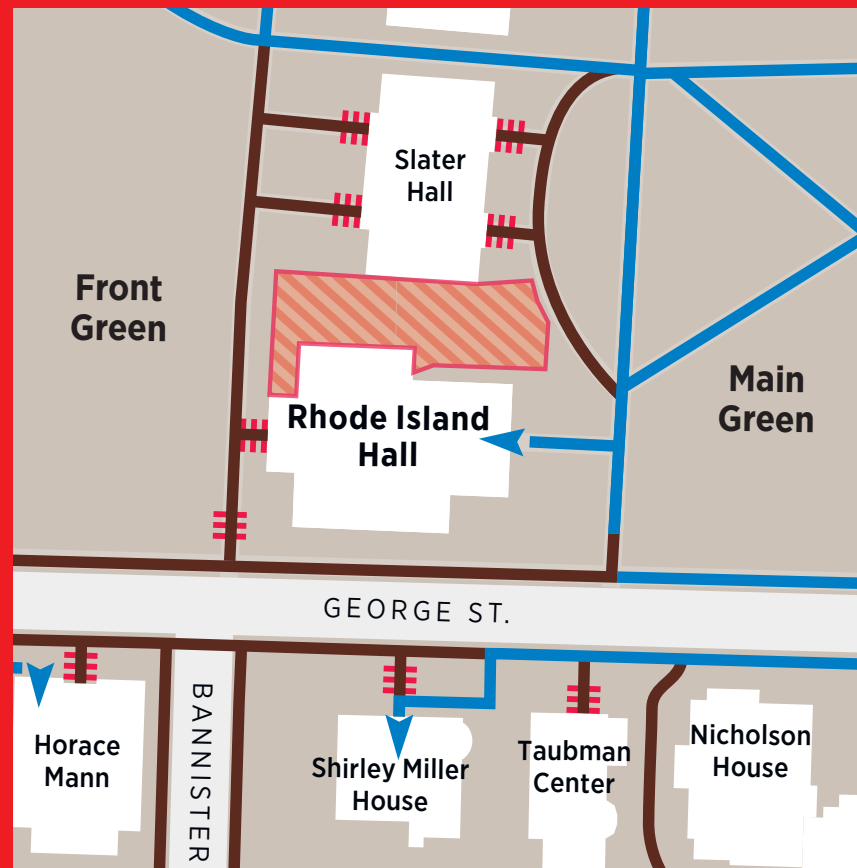 Slater
Hall
Front
Green
Main
Green
Rhode Island
Hall
GEORGE ST.
BANNISTER
Horace
Mann
Shirley Miller
House
Taubman
Center
Nicholson
House